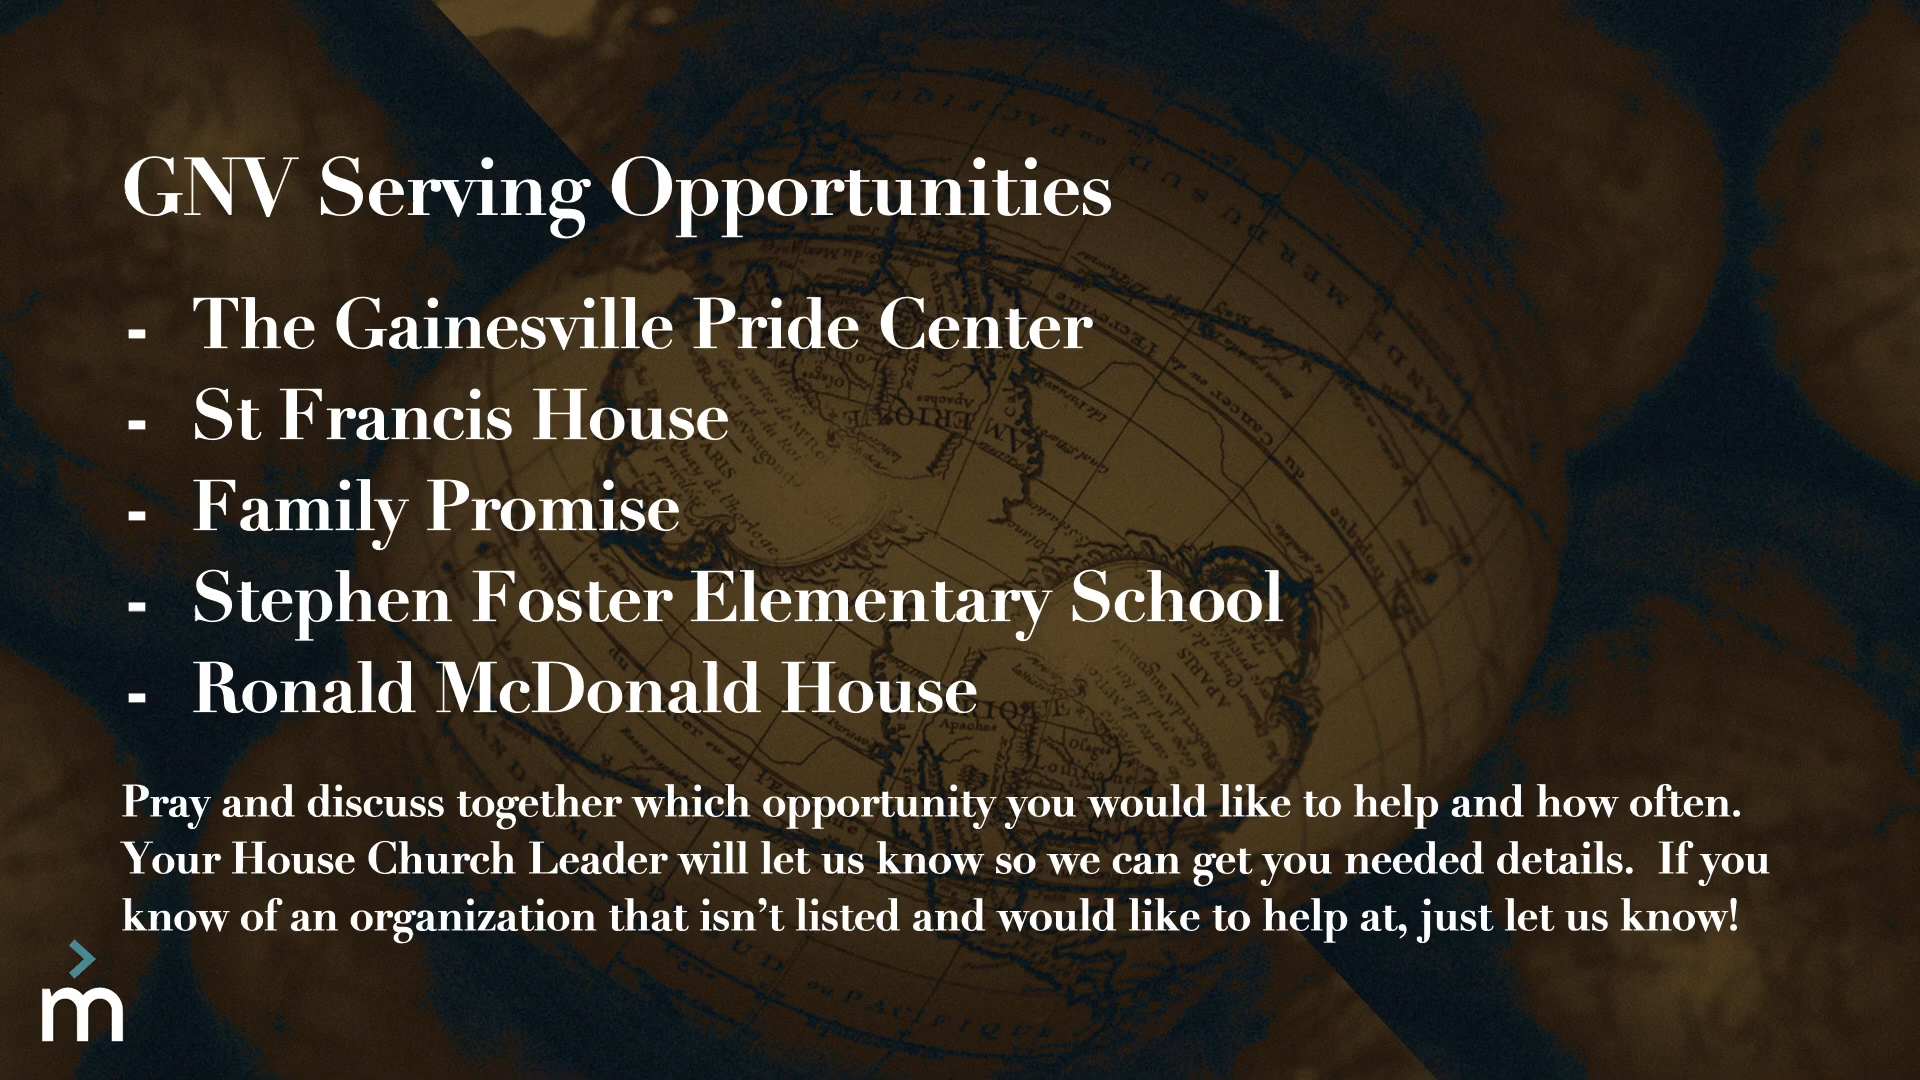 GNV Serving Opportunities
- The Gainesville Pride Center
- St Francis House
- Family Promise
- Stephen Foster Elementary School
- Ronald McDonald House
Pray and discuss together which opportunity you would like to help and how often.
Your House Church Leader will let us know so we can get you needed details.  If you
know of an organization that isn’t listed and would like to help at, just let us know!
m